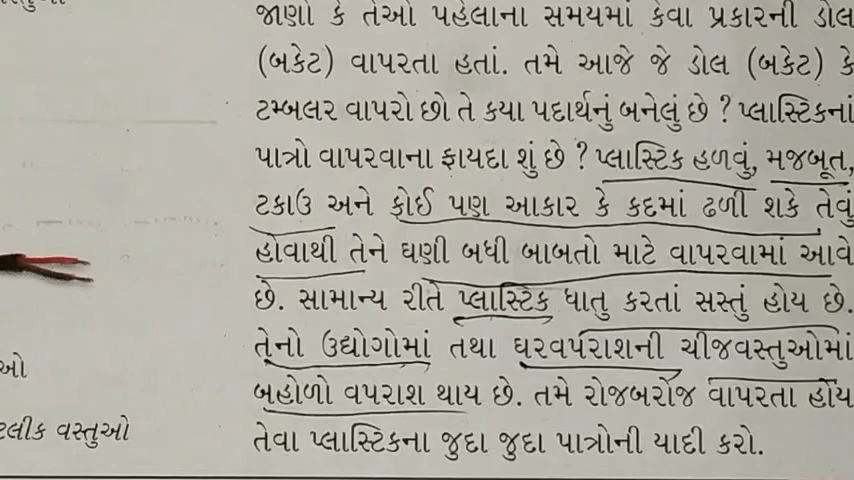 જાણો કે તેઓ પહેલાના સમયમાં કેવા પ્રકારની ડોલ
(બકેટ) વાપરતા હતાં. તમે આજે જે ડોલ (બકેટ) કે
ટમ્બલર વાપરો છો તે કયા પદાર્થનું બનેલું છે ? પ્લાસ્ટિકનાં
પાત્રો વાપરવાના ફાયદા શું છે ? પ્લાસ્ટિક હળવું, મજબૂત,
ટકાઉ અને કોઈ પણ આકાર કે કદમાં ઢળી શકે તેવું
હોવાથી તેને ઘણી બધી બાબતો માટે વાપરવામાં આવે
છે. સામાન્ય રીતે પ્લાસ્ટિક ધાતુ કરતાં સસ્તું હોય છે.
તેનો ઉદ્યોગોમાં તથા ઘરવપરાશની ચીજવસ્તુઓમાં
બહોળો વપરાશ થાય છે. તમે રોજબરોજ વાપરતા હોય
તેવા પ્લાસ્ટિકના જુદા જુદા પાત્રોની યાદી કરો.
ઓ
ટલીક વસ્તુઓ